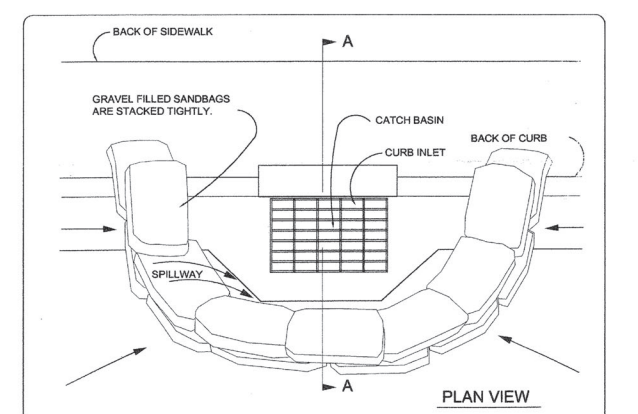 BACK OF SIDEWALK
A
GRAVEL FILLED SANDBAGS
ARE STACKED TIGHTLY.
CATCH BASIN
BACK OF CURB
CURB INLET
SPILLWAY
A
PLAN VIEW